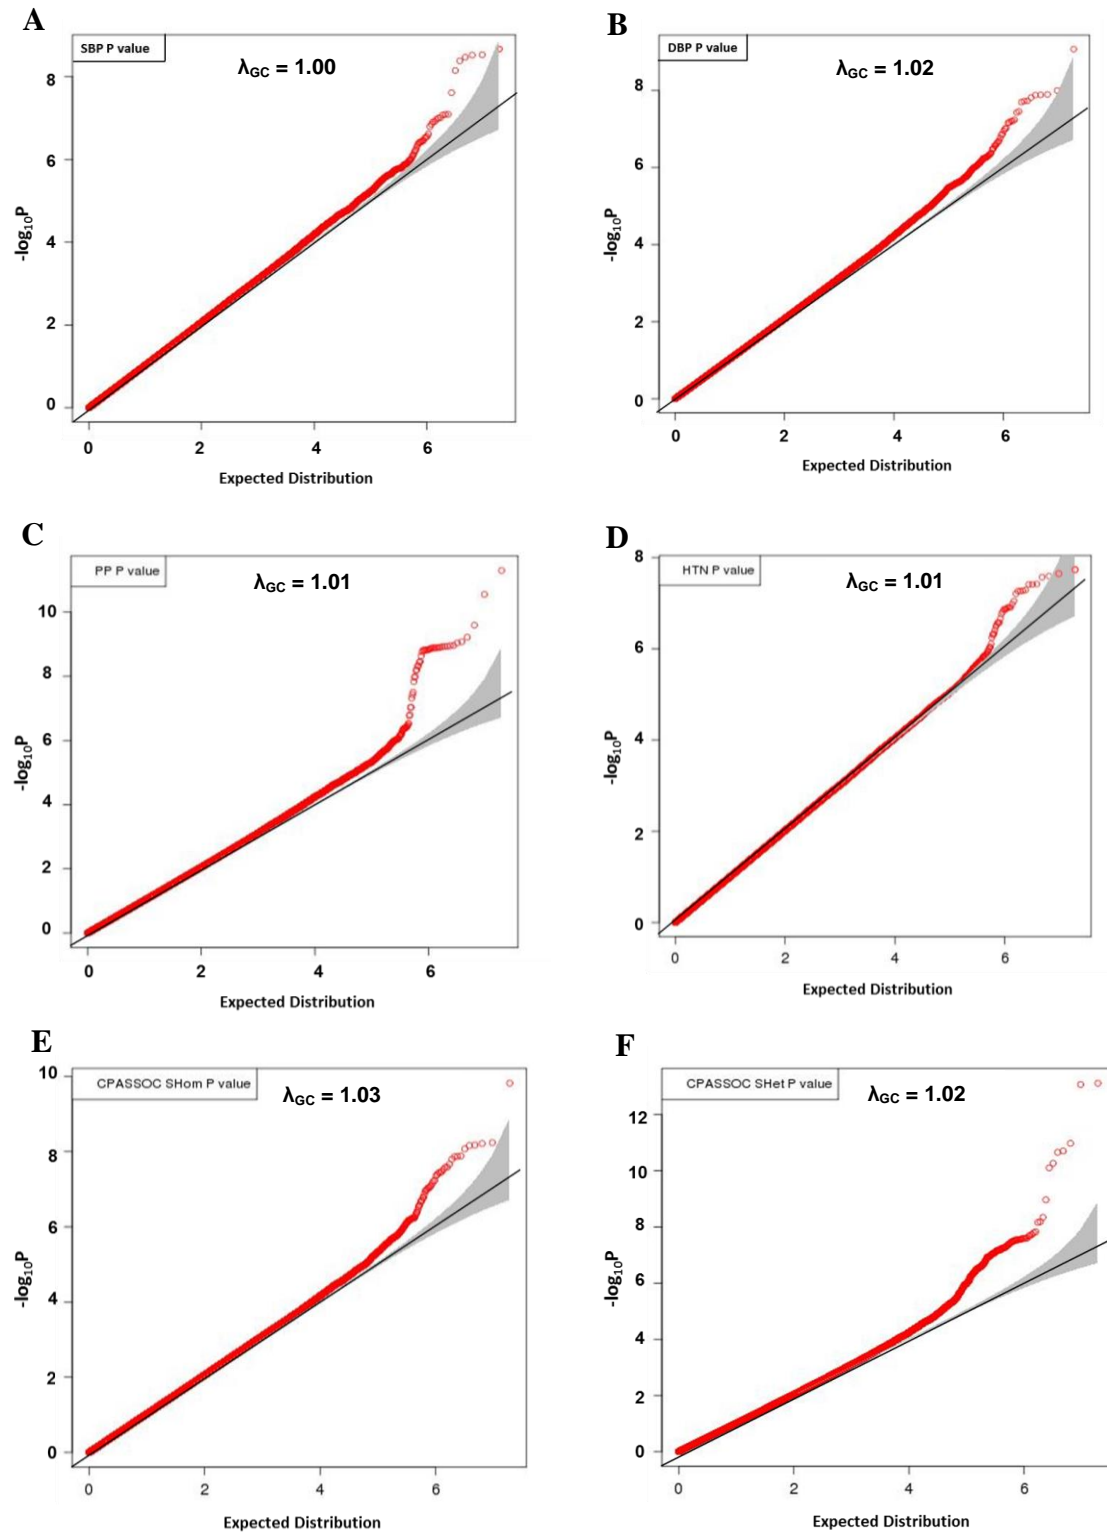 A
SBP P value
λGC = 1.00
8
6
4
2
0
-log10P
0 2 4 6
Expected Distribution
B
DBP P value
λGC = 1.02
8
6
4
2
0
-log10P
0 2 4 6
Expected Distribution
C
PP P value
λGC = 1.01
10
8
6
4
2
0
-log10P
0 2 4 6
Expected Distribution
D
HTN P value
λGC = 1.01
8
6
4
2
0
-log10P
0 2 4 6
Expected Distribution
E
CPASSOC SHom P value
λGC = 1.03
10
8
6
4
2
0
-log10P
0 2 4 6
Expected Distribution
F
CPASSOC SHet P value
λGC = 1.02
12
10
8
6
4
2
0
-log10P
0 2 4 6
Expected Distribution